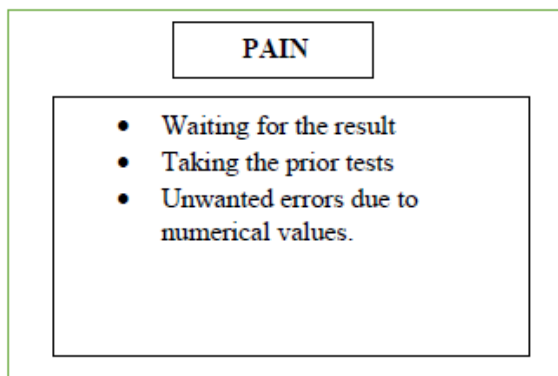 PAIN
• Waiting for the result
• Taking the prior tests
• Unwanted errors due to
numerical values.